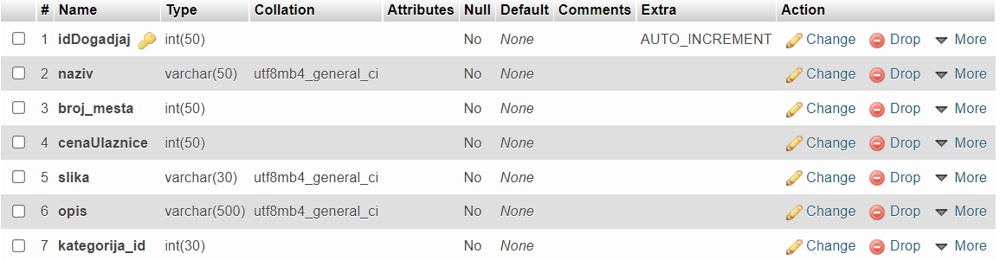 # Name Type Collation Attributes Null Default Comments Extra Action
1 idDogadjaj int(50) No None AUTO_INCREMENT Change Drop More
2 naziv varchar(50) utf8mb4_general_ci No None Change Drop More
3 broj_mesta int(50) No None Change Drop More
4 cenaUlaznice int(50) No None Change Drop More
5 slika varchar(30) utf8mb4_general_ci No None Change Drop More
6 opis varchar(500) utf8mb4_general_ci No None Change Drop More
7 kategorija_id int(30) No None Change Drop More